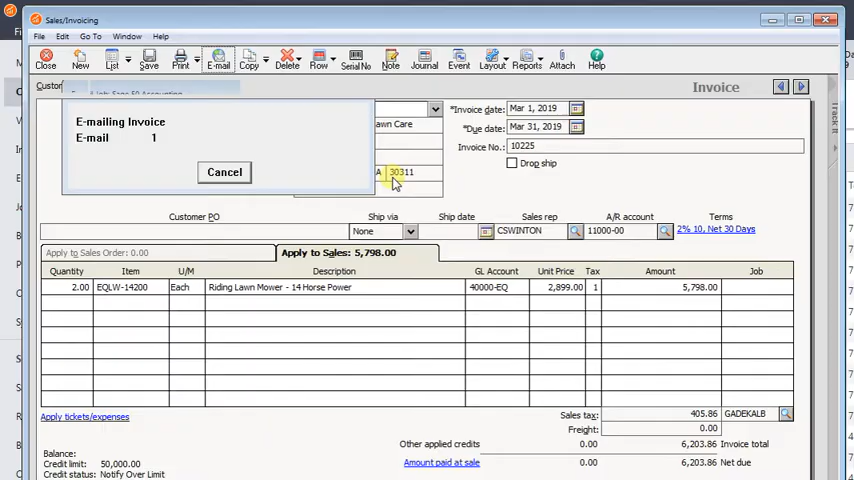 Sales/Invoicing
File Edit Go To Window Help
Close New List Save Print E-mail Copy Delete Row Serial No Note Journal Event Layout Reports Attach Help
Invoice
E-mailing Invoice
E-mail 1
Cancel
awn Care
A 30311
*Invoice date: Mar 1, 2019
*Due date: Mar 31, 2019
Invoice No.: 10225
Drop ship
Customer PO Ship via Ship date Sales rep A/R account Terms
None CSWINTON 11000-00 2% 10, Net 30 Days
Apply to Sales Order: 0.00 Apply to Sales: 5,798.00
Quantity Item U/M Description GL Account Unit Price Tax Amount Job
2.00 EQLW-14200 Each Riding Lawn Mower - 14 Horse Power 40000-EQ 2,899.00 1 5,798.00
Apply tickets/expenses
Sales tax: 405.86 GADEKALB
Freight: 0.00
Other applied credits 0.00 6,203.86 Invoice total
Amount paid at sale 0.00 6,203.86 Net due
Balance:
Credit limit: 50,000.00
Credit status: Notify Over Limit